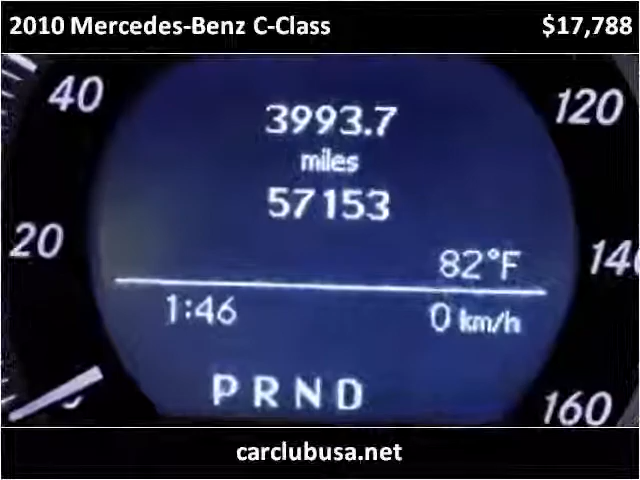 2010 Mercedes-Benz C-Class $17,788
40 3993.7 120
miles
57153
20 82°F 140
1:46 0 km/h
P R N D 160
carclubusa.net